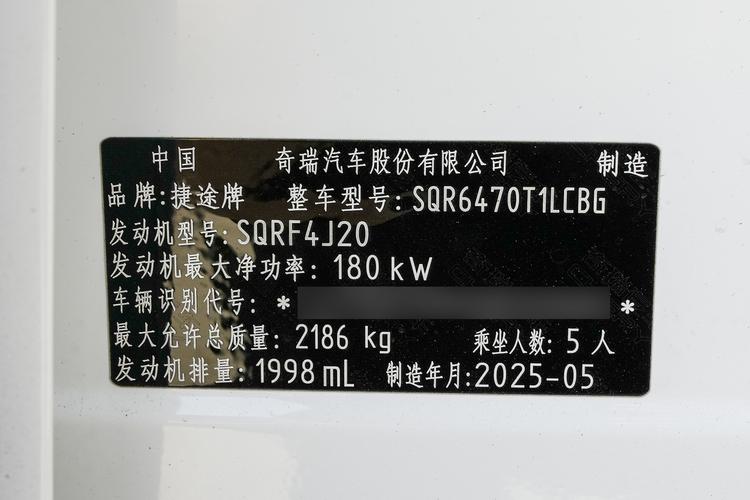 中国 奇瑞汽车股份有限公司 制造
品牌:捷途牌 整车型号:SQR6470T1LCBG
发动机型号:SQRF4J20
发动机最大净功率: 180 kW
车辆识别代号: * *
最大允许总质量: 2186 kg 乘坐人数: 5 人
发动机排量: 1998 mL 制造年月:2025-05